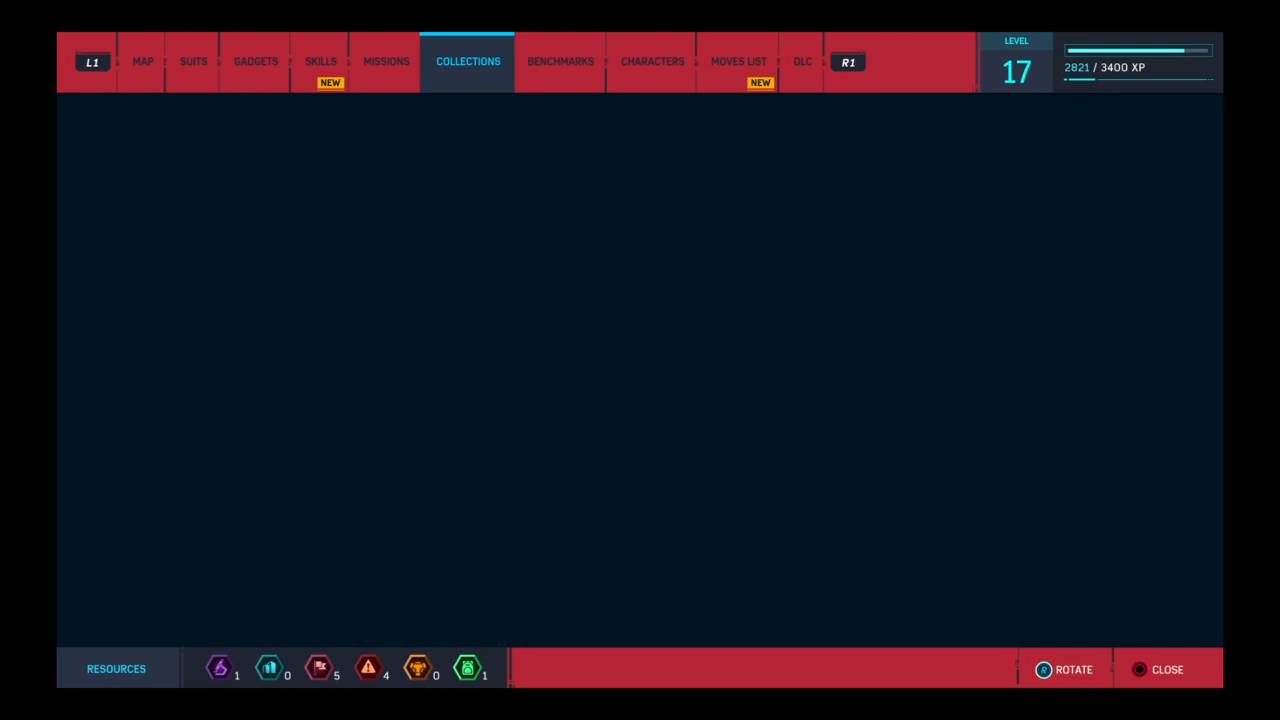 LEVEL
L1 MAP SUITS GADGETS SKILLS MISSIONS COLLECTIONS BENCHMARKS CHARACTERS MOVES LIST DLC R1
NEW NEW
17
2821 / 3400 XP
RESOURCES 1 0 5 4 0 1 R ROTATE CLOSE